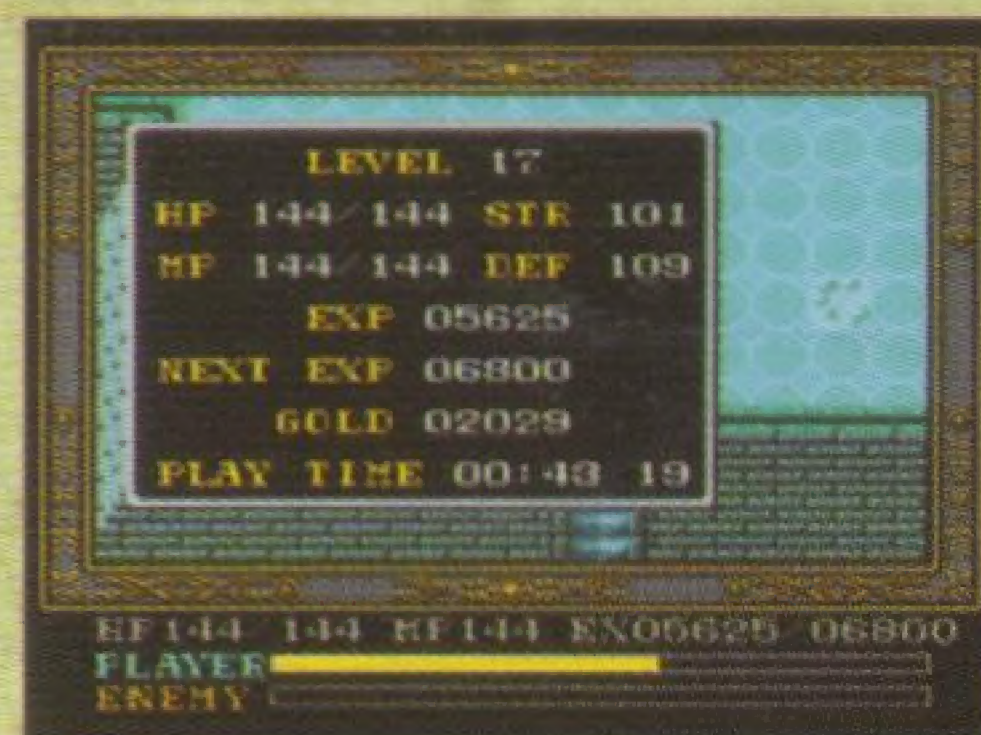 LEVEL 17
HP 144/144 STR 101
MP 144/144 DEF 109
EXP 05625
NEXT EXP 06800
GOLD 02029
PLAY TIME 00:43 19
HP144 144 MP144 EX05625/06800
PLAYER
ENEMY